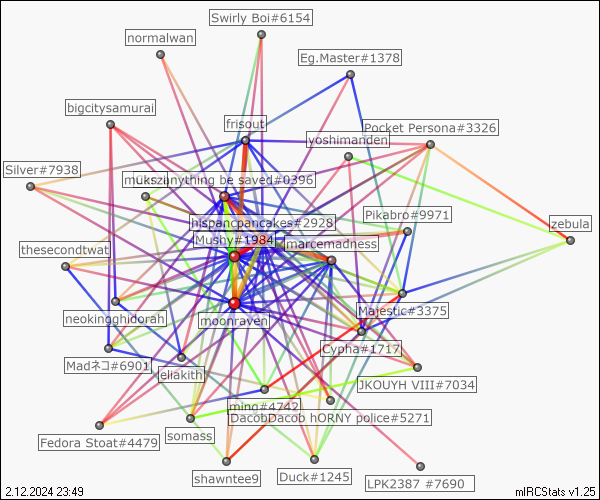 Swirly Boi#6154
normalwan
Eg.Master#1378
bigcitysamurai
frisout
Pocket Persona#3326
yoshimanden
Silver#7938
mukszi
anything be saved#0396
Pikabro#9971
hispancpancakes#2928
zebula
Mushy#1984
marcemadness
thesecondtwat
Majestic#3375
neokingghidorah
moonraven
Cypha#1717
Madネコ#6901
eliakith
JKOUYH VIII#7034
ming#4742
DacobDacob hORNY police#5271
somass
Fedora Stoat#4479
shawntee9
Duck#1245
LPK2387 #7690
2.12.2024 23:49
mIRCStats v1.25